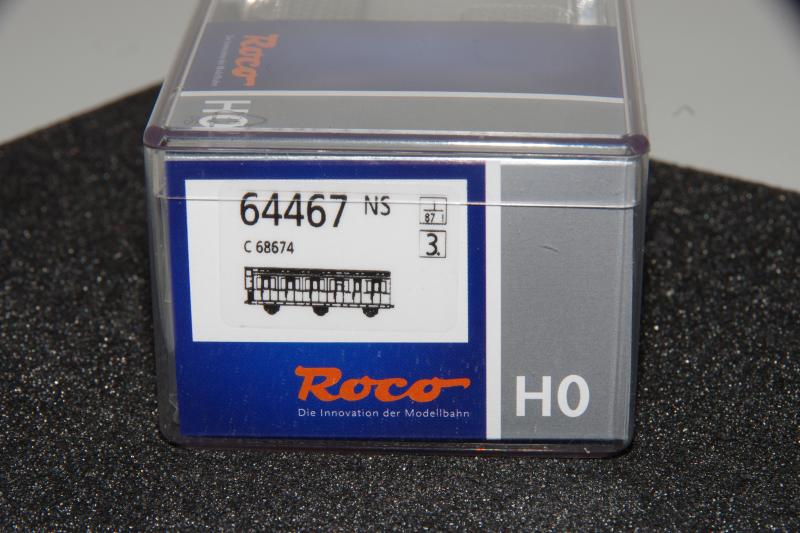 Roco
H0
64467 NS
1
87
C 68674
3.
Roco
Die Innovation der Modellbahn
H0